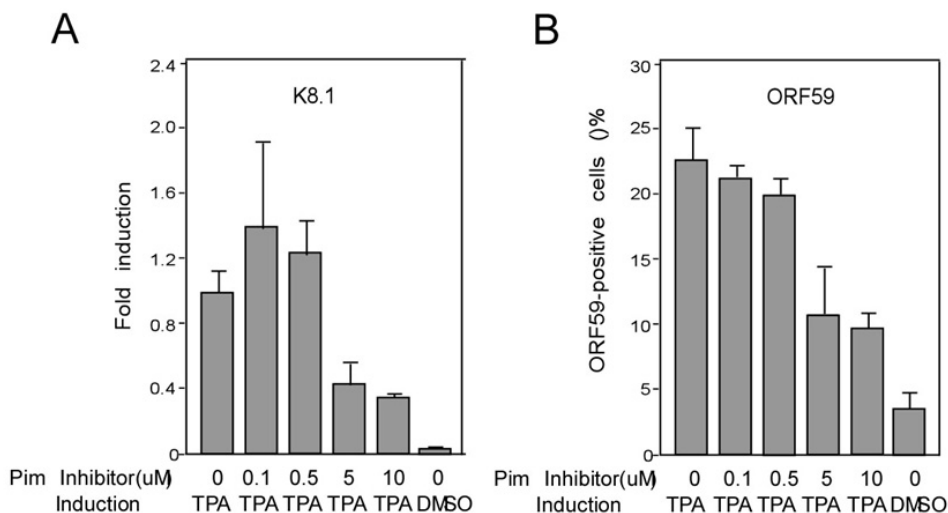 A
2.4
2.0
1.6
1.2
0.8
0.4
0
Fold induction
K8.1
Pim Inhibitor(uM) 0 0.1 0.5 5 10 0
Induction TPA TPA TPA TPA TPA DMSO
B
30
25
20
15
10
5
0
ORF59-positive cells ()%
ORF59
Pim Inhibitor(uM) 0 0.1 0.5 5 10 0
Induction TPA TPA TPA TPA TPA DMSO